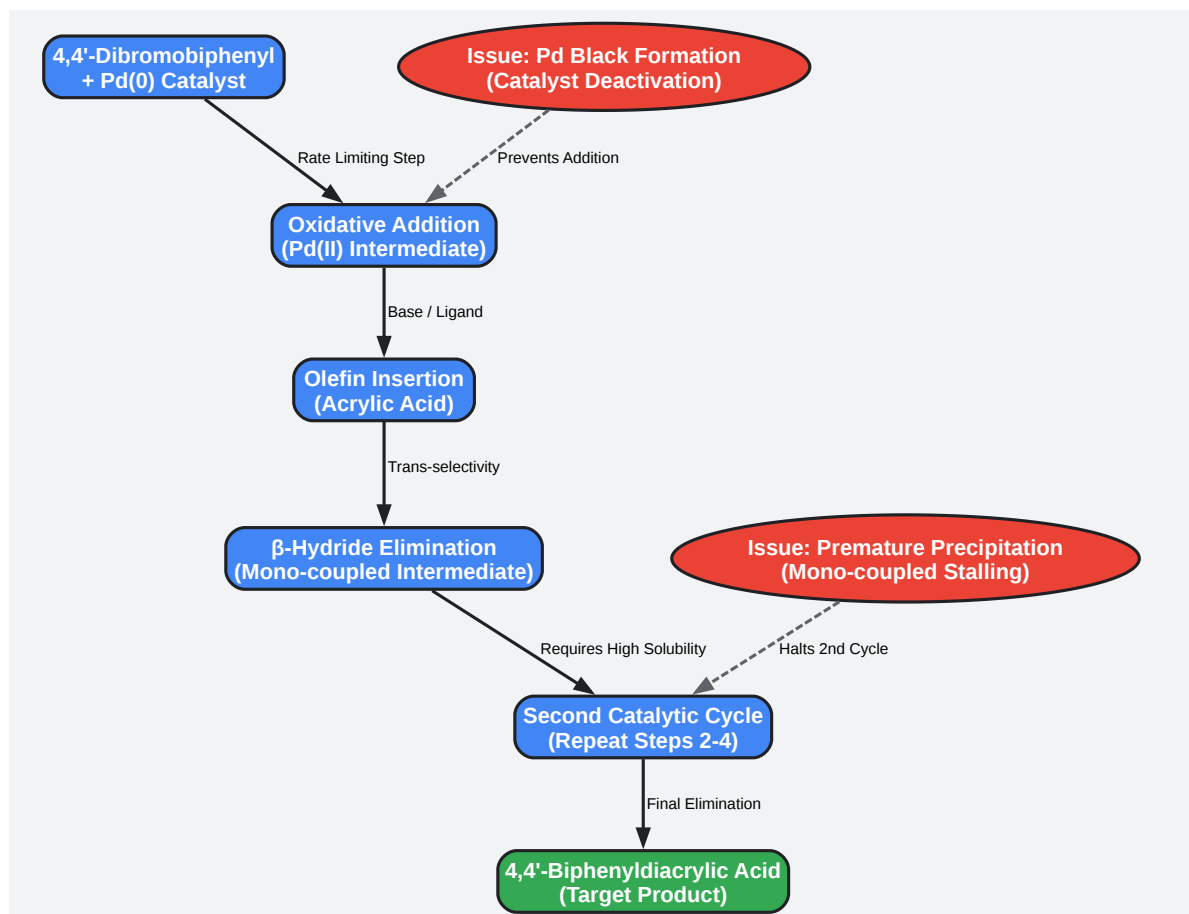 4,4'-Dibromobiphenyl
+ Pd(0) Catalyst
Issue: Pd Black Formation
(Catalyst Deactivation)
Rate Limiting Step
Prevents Addition
Oxidative Addition
(Pd(II) Intermediate)
Base / Ligand
Olefin Insertion
(Acrylic Acid)
Trans-selectivity
β-Hydride Elimination
(Mono-coupled Intermediate)
Issue: Premature Precipitation
(Mono-coupled Stalling)
Requires High Solubility
Halts 2nd Cycle
Second Catalytic Cycle
(Repeat Steps 2-4)
Final Elimination
4,4'-Biphenyldiacrylic Acid
(Target Product)